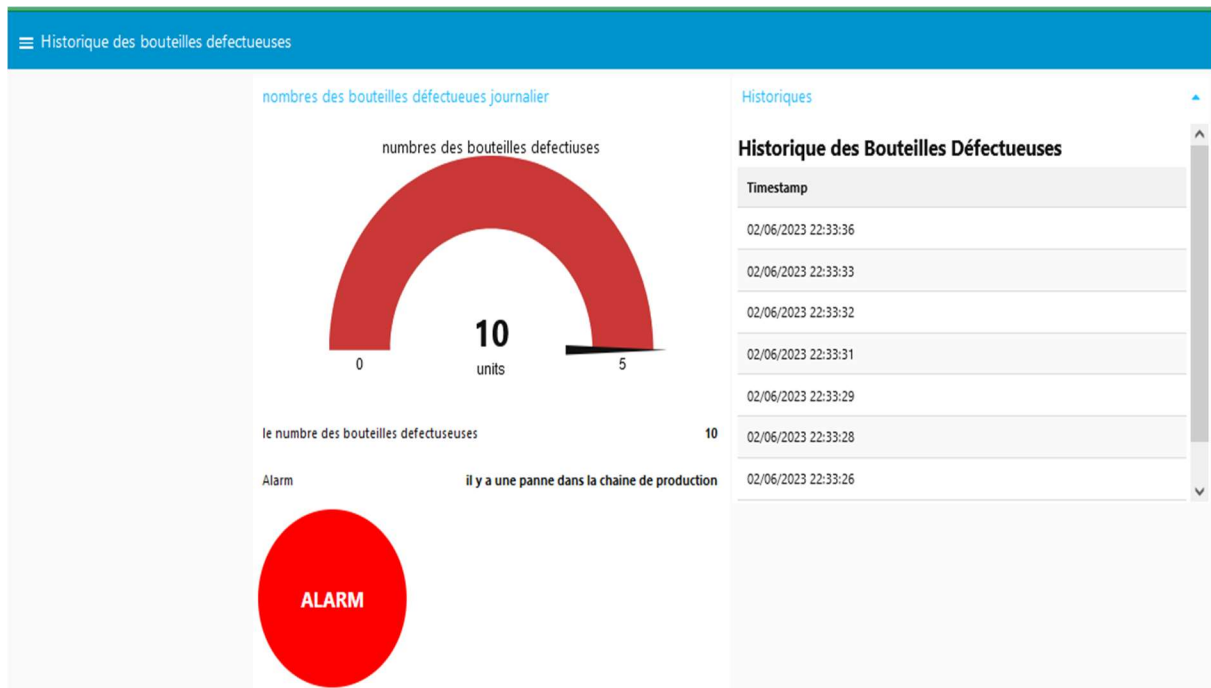 Historique des bouteilles defectueuses
nombres des bouteilles défectueues journalier
numbres des bouteilles defectiuses
10
units
0
5
le numbre des bouteilles defectuseuses 10
Alarm il y a une panne dans la chaine de production
ALARM
Historiques
Historique des Bouteilles Défectueuses
Timestamp
02/06/2023 22:33:36
02/06/2023 22:33:33
02/06/2023 22:33:32
02/06/2023 22:33:31
02/06/2023 22:33:29
02/06/2023 22:33:28
02/06/2023 22:33:26